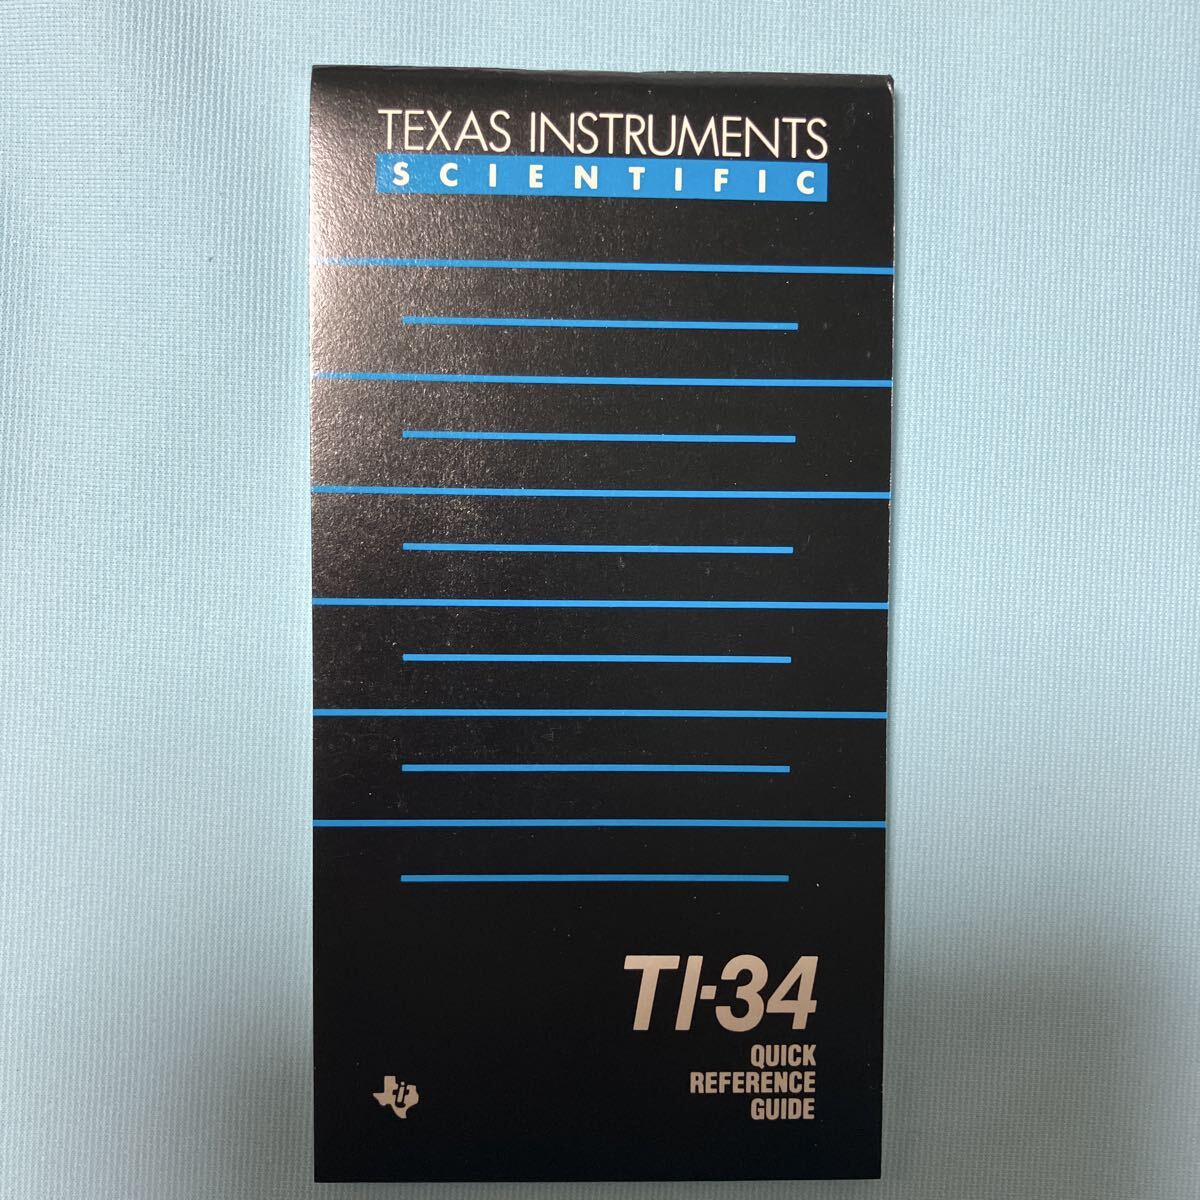 TEXAS INSTRUMENTS
SCIENTIFIC
TI-34
QUICK
REFERENCE
GUIDE